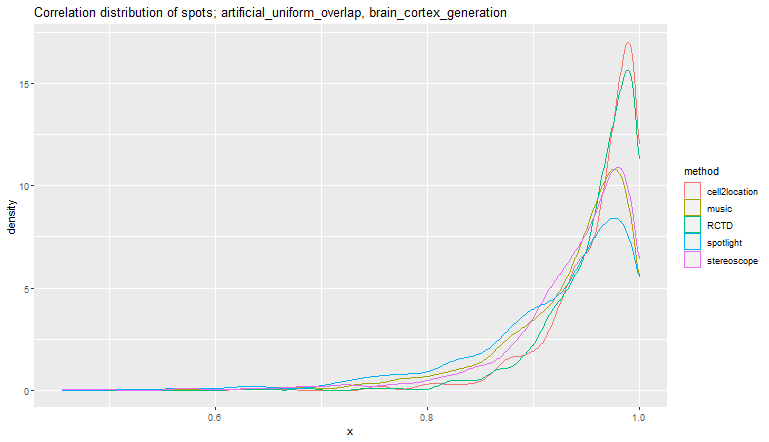 Correlation distribution of spots; artificial_uniform_overlap, brain_cortex_generation
density
15
10
5
0
0.6
0.8
1.0
x
method
cell2location
music
RCTD
spotlight
stereoscope